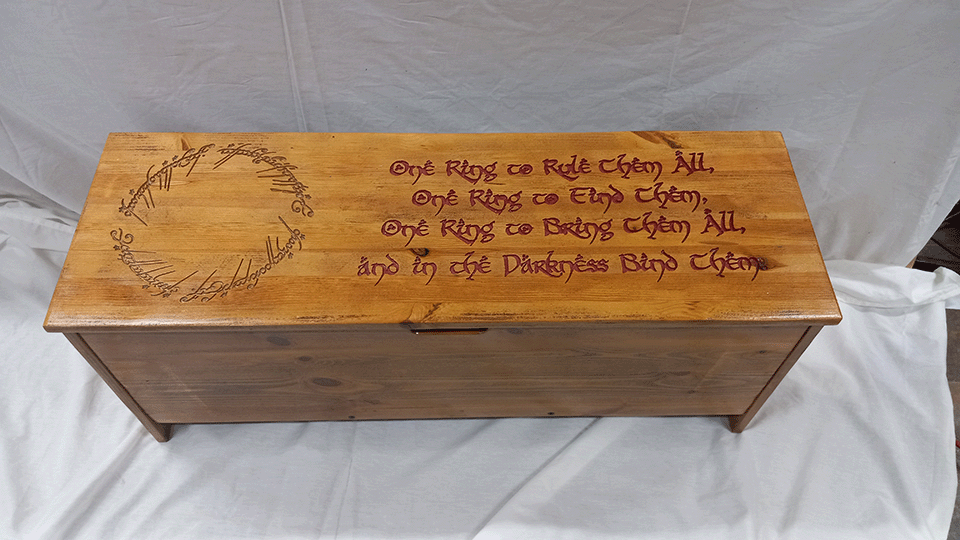 One Ring to Rule Them All,
One Ring to Find Them,
One Ring to Bring Them All,
and in the Darkness Bind Them.